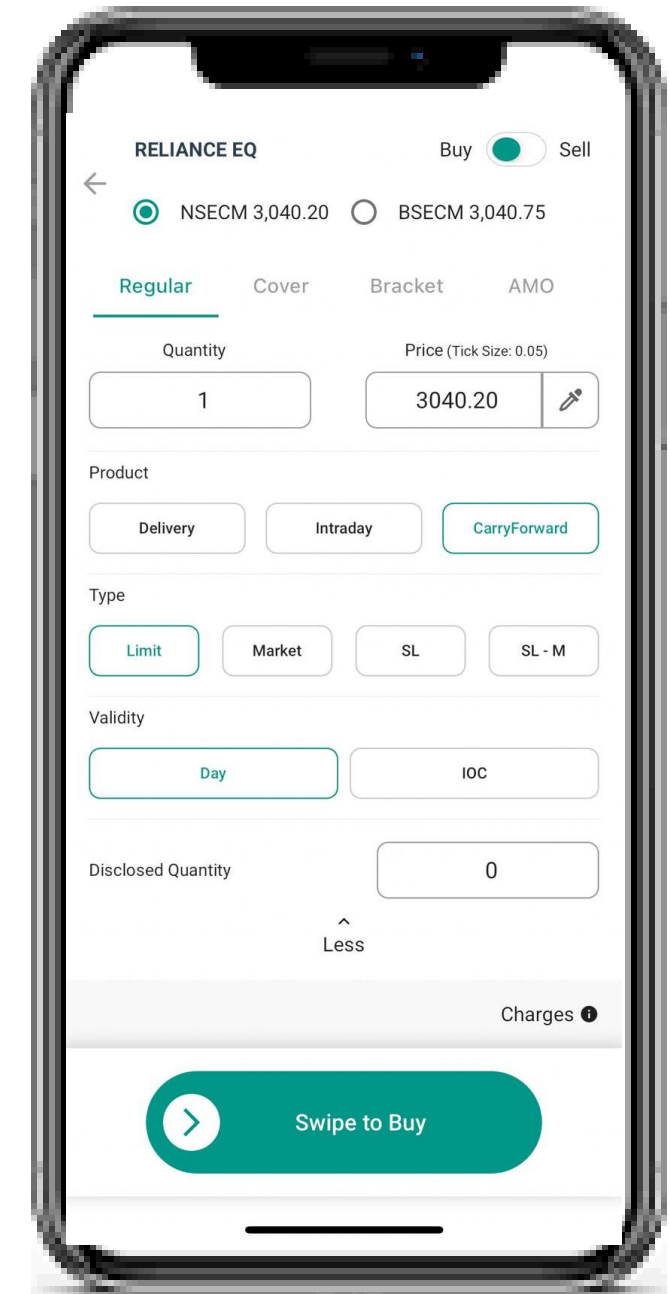 RELIANCE EQ Buy Sell
NSECM 3,040.20 BSECM 3,040.75
Regular Cover Bracket AMO
Quantity Price (Tick Size: 0.05)
1 3040.20
Product
Delivery Intraday CarryForward
Type
Limit Market SL SL - M
Validity
Day IOC
Disclosed Quantity 0
Less
Charges
Swipe to Buy